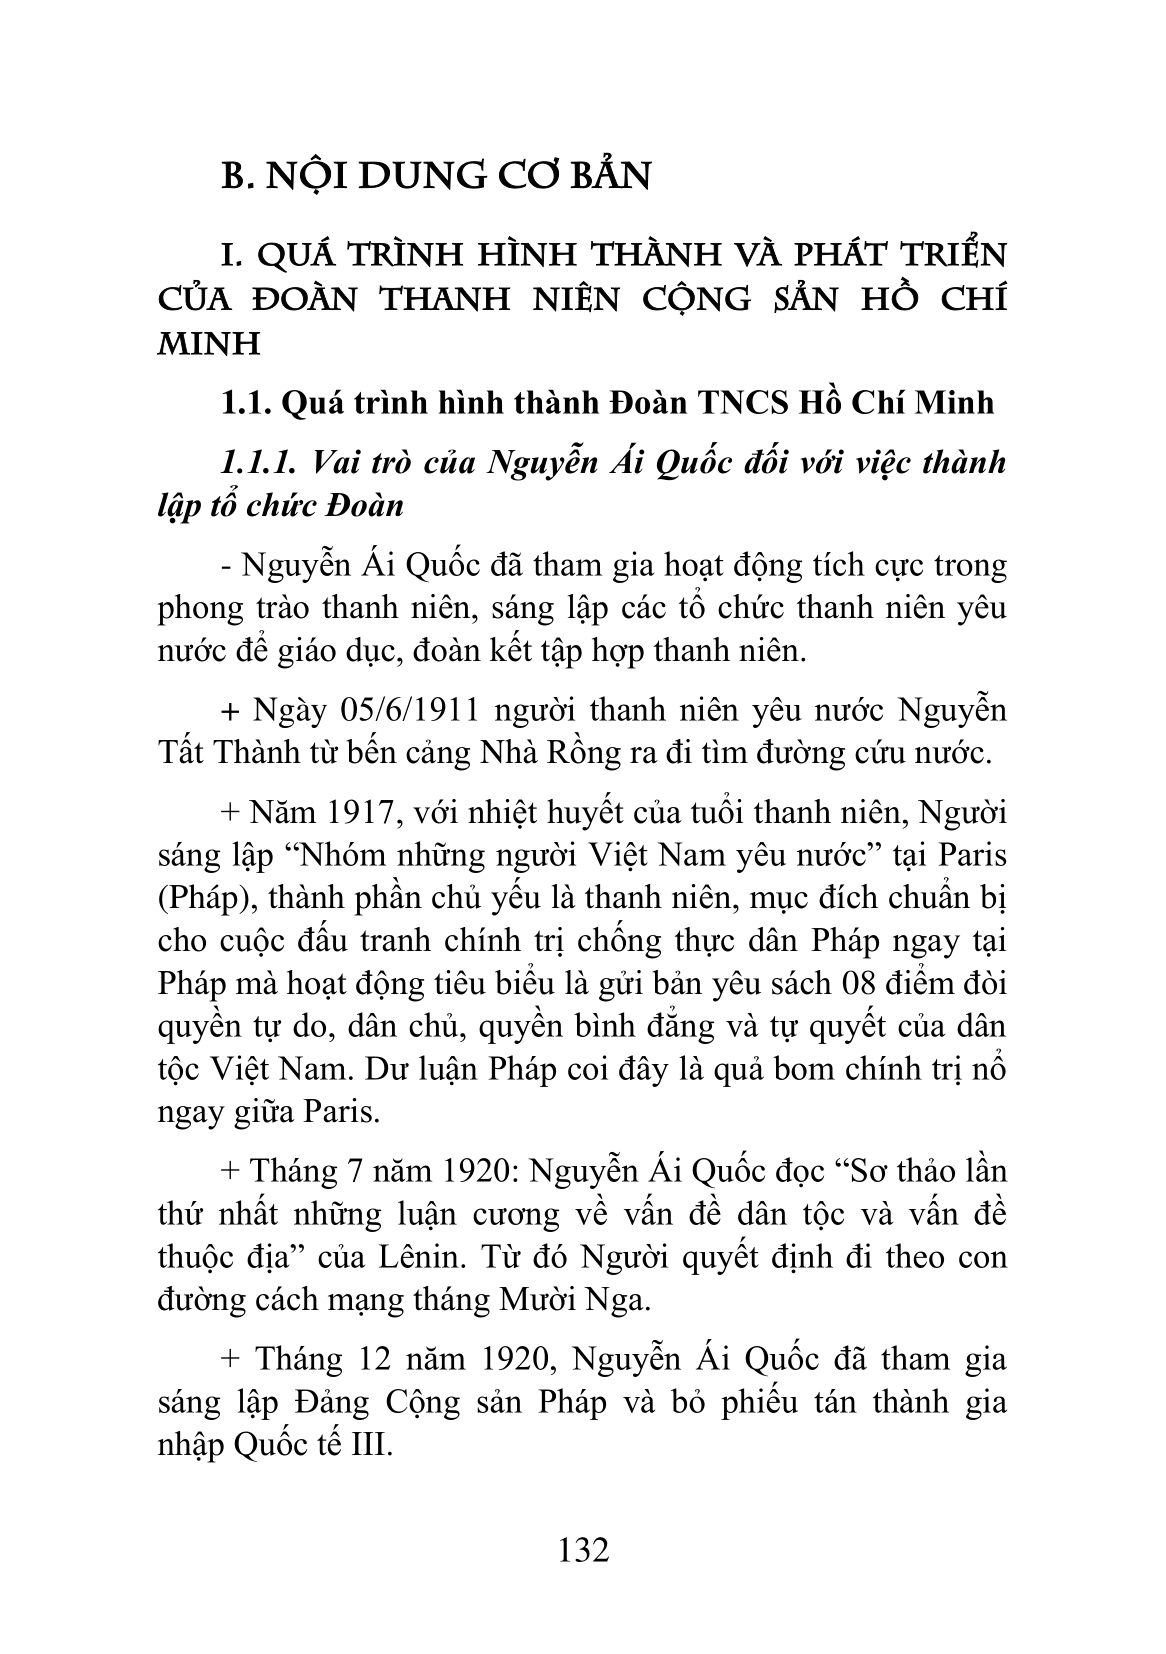 B. NỘI DUNG CƠ BẢN
I. QUÁ TRÌNH HÌNH THÀNH VÀ PHÁT TRIỂN
CỦA ĐOÀN THANH NIÊN CỘNG SẢN HỒ CHÍ
MINH
1.1. Quá trình hình thành Đoàn TNCS Hồ Chí Minh
1.1.1. Vai trò của Nguyễn Ái Quốc đối với việc thành
lập tổ chức Đoàn
- Nguyễn Ái Quốc đã tham gia hoạt động tích cực trong
phong trào thanh niên, sáng lập các tổ chức thanh niên yêu
nước để giáo dục, đoàn kết tập hợp thanh niên.
+ Ngày 05/6/1911 người thanh niên yêu nước Nguyễn
Tất Thành từ bến cảng Nhà Rồng ra đi tìm đường cứu nước.
+ Năm 1917, với nhiệt huyết của tuổi thanh niên, Người
sáng lập “Nhóm những người Việt Nam yêu nước” tại Paris
(Pháp), thành phần chủ yếu là thanh niên, mục đích chuẩn bị
cho cuộc đấu tranh chính trị chống thực dân Pháp ngay tại
Pháp mà hoạt động tiêu biểu là gửi bản yêu sách 08 điểm đòi
quyền tự do, dân chủ, quyền bình đẳng và tự quyết của dân
tộc Việt Nam. Dư luận Pháp coi đây là quả bom chính trị nổ
ngay giữa Paris.
+ Tháng 7 năm 1920: Nguyễn Ái Quốc đọc “Sơ thảo lần
thứ nhất những luận cương về vấn đề dân tộc và vấn đề
thuộc địa” của Lênin. Từ đó Người quyết định đi theo con
đường cách mạng tháng Mười Nga.
+ Tháng 12 năm 1920, Nguyễn Ái Quốc đã tham gia
sáng lập Đảng Cộng sản Pháp và bỏ phiếu tán thành gia
nhập Quốc tế III.
132